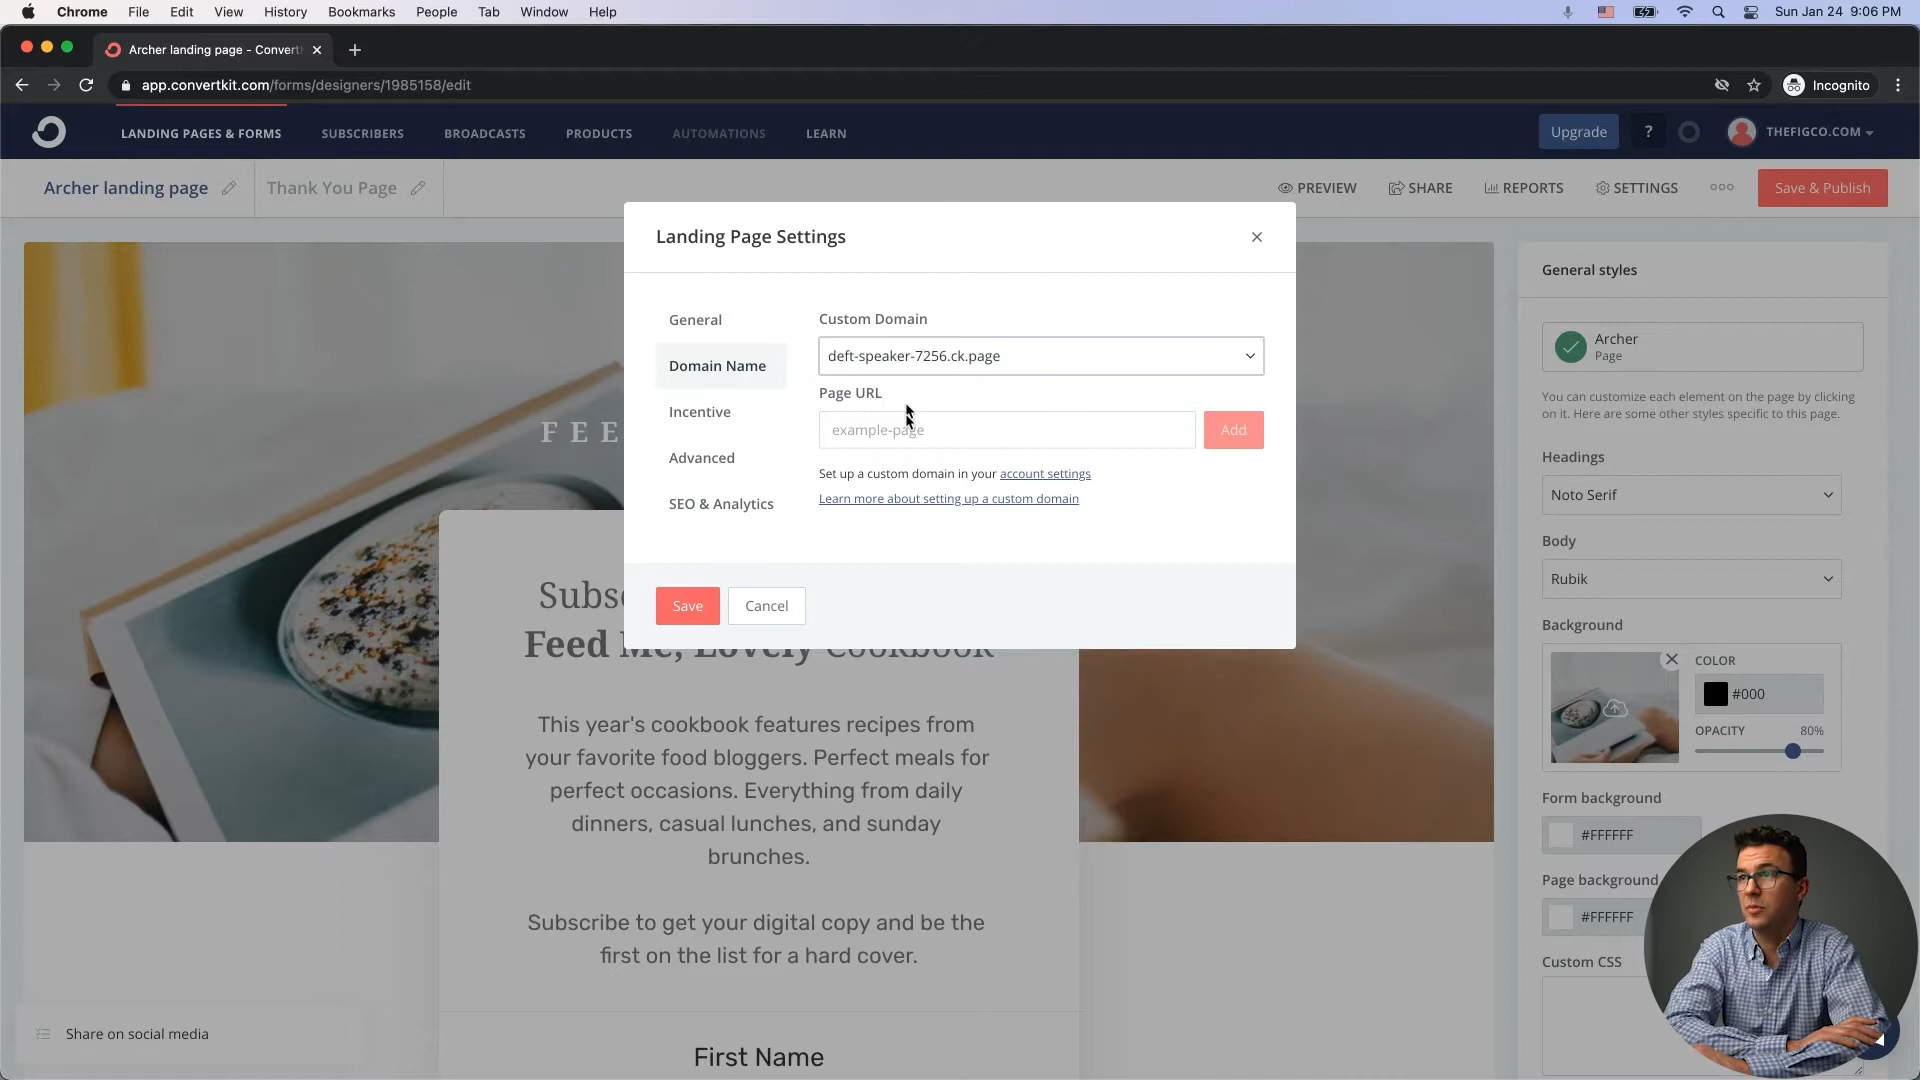 Chrome File Edit View History Bookmarks People Tab Window Help
Sun Jan 24 9:06 PM
Archer landing page - Convert
app.convertkit.com/forms/designers/1985158/edit
Incognito
LANDING PAGES & FORMS
SUBSCRIBERS
BROADCASTS
PRODUCTS
AUTOMATIONS
LEARN
Upgrade
?
THEFIGCO.COM
Archer landing page
Thank You Page
PREVIEW
SHARE
REPORTS
SETTINGS
Save & Publish
Landing Page Settings
General
Domain Name
Incentive
Advanced
SEO & Analytics
Custom Domain
deft-speaker-7256.ck.page
Page URL
example-page
Add
Set up a custom domain in your account settings
Learn more about setting up a custom domain
Save
Cancel
FEE
Subs
Feed Me, Lovely Cookbook
This year's cookbook features recipes from
your favorite food bloggers. Perfect meals for
perfect occasions. Everything from daily
dinners, casual lunches, and sunday
brunches.
Subscribe to get your digital copy and be the
first on the list for a hard cover.
First Name
Share on social media
General styles
Archer
Page
You can customize each element on the page by clicking
on it. Here are some other styles specific to this page.
Headings
Noto Serif
Body
Rubik
Background
COLOR
#000
OPACITY 80%
Form background
#FFFFFF
Page background
#FFFFFF
Custom CSS